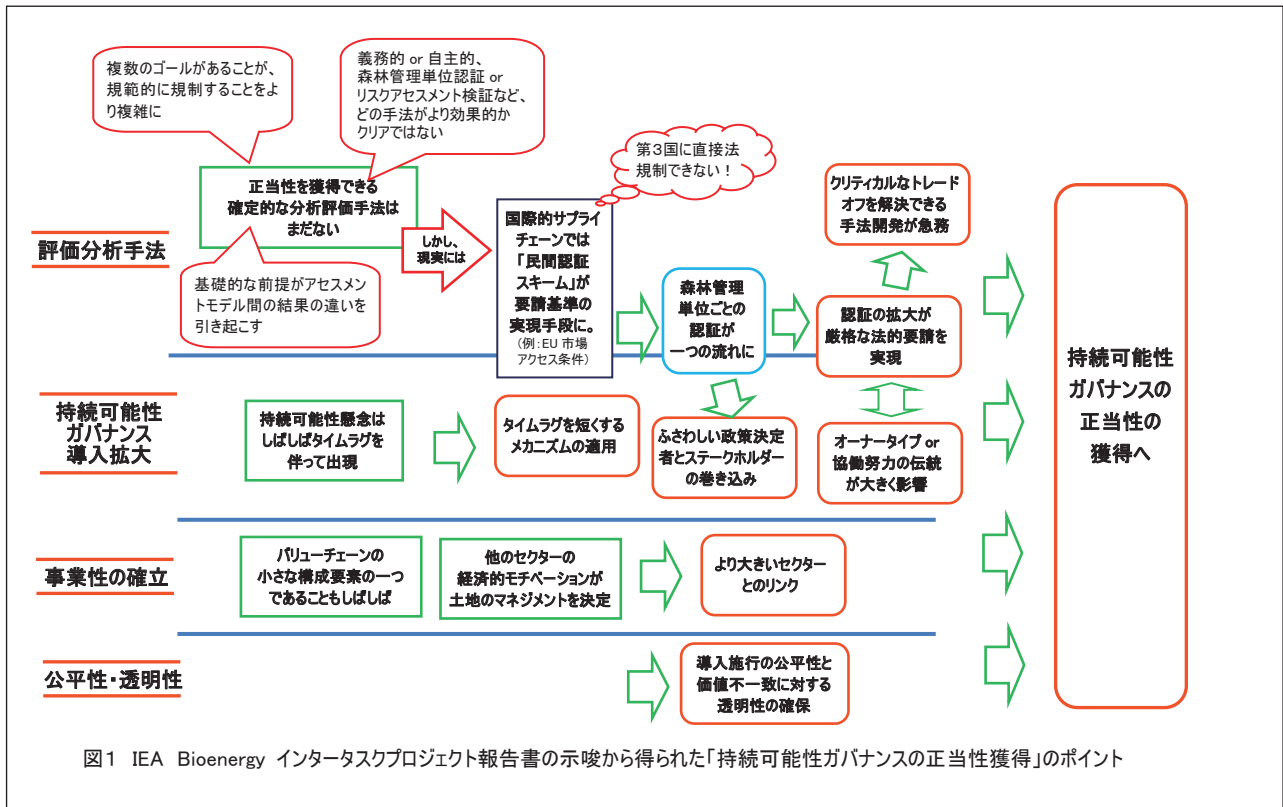 複数のゴールがあることが、
規範的に規制することをよ
り複雑に
義務的 or 自主的、
森林管理単位認証 or
リスクアセスメント検証など、
どの手法がより効果的か
クリアではない
第3国に直接法
規制できない！
評価分析手法
正当性を獲得できる
確定的な分析評価手法は
まだない
基礎的な前提がアセスメン
トモデル間の結果の違いを
引き起こす
しかし、
現実には
国際的サプライ
チェーンでは
「民間認証
スキーム」が
要請基準の
実現手段に。
(例:EU 市場
アクセス条件)
森林管理
単位ごとの
認証が
一つの流れに
クリティカルなトレード
オフを解決できる
手法開発が急務
認証の拡大が
厳格な法的要請を
実現
持続可能性
ガバナンス
導入拡大
持続可能性懸念は
しばしばタイムラグを
伴って出現
タイムラグを短くする
メカニズムの適用
ふさわしい政策決定
者とステークホルダー
の巻き込み
オーナータイプ or
協働努力の伝統
が大きく影響
事業性の確立
バリューチェーンの
小さな構成要素の一つ
であることもしばしば
他のセクターの
経済的モチベーションが
土地のマネジメントを決定
より大きいセクター
とのリンク
公平性・透明性
導入施行の公平性と
価値不一致に対する
透明性の確保
持続可能性
ガバナンスの
正当性の
獲得へ
図1 IEA Bioenergy インタータスクプロジェクト報告書の示唆から得られた「持続可能性ガバナンスの正当性獲得」のポイント